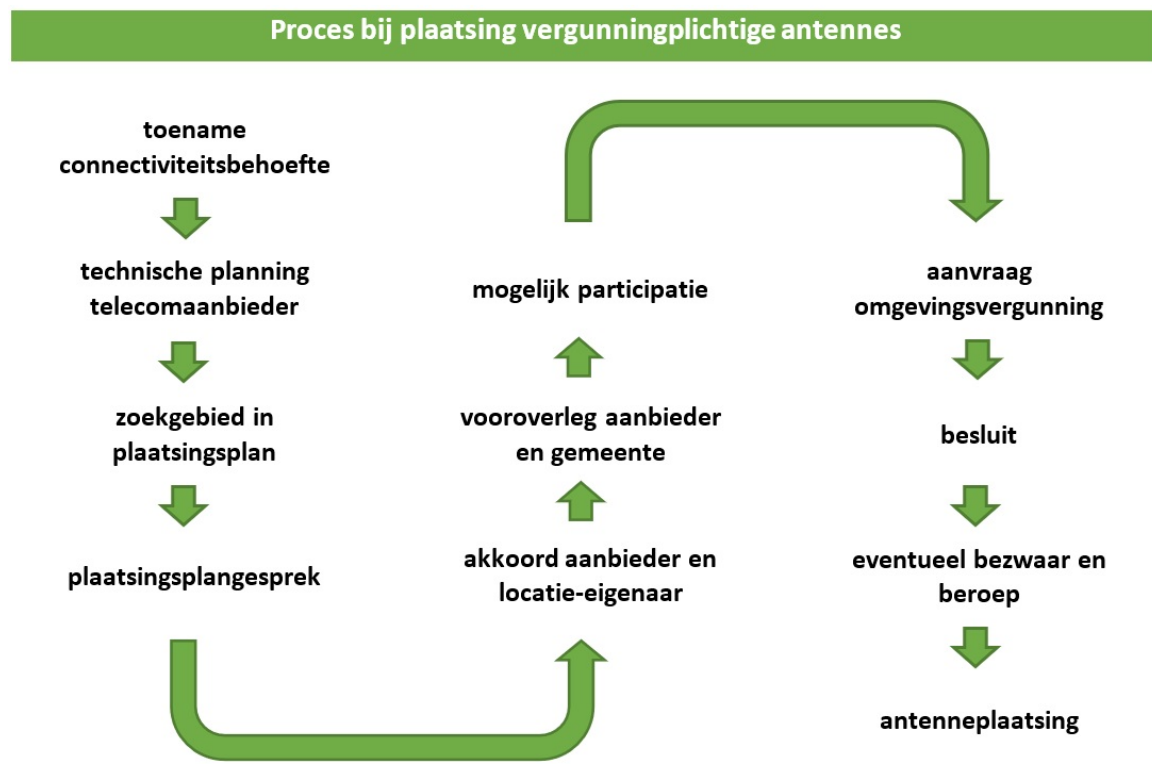 Proces bij plaatsing vergunningplichtige antennes
toename
connectiviteitsbehoefte
technische planning
telecomaanbieder
zoekgebied in
plaatsingsplan
plaatsingsplangesprek
akkoord aanbieder en
locatie-eigenaar
vooroverleg aanbieder
en gemeente
mogelijk participatie
aanvraag
omgevingsvergunning
besluit
eventueel bezwaar en
beroep
antenneplaatsing